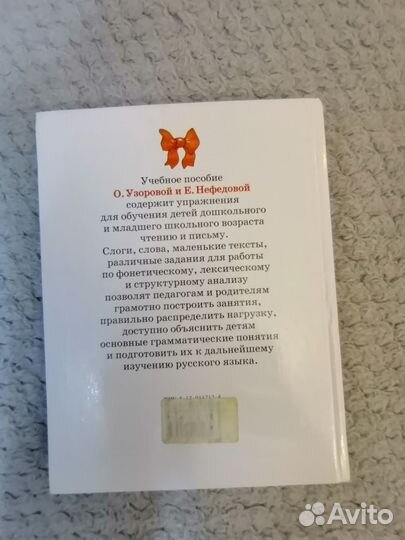 Учебное пособие
О. Узоровой и Е. Нефедовой
содержит упражнения
для обучения детей дошкольного
и младшего школьного возраста
чтению и письму.
Слоги, слова, маленькие тексты,
различные задания для работы
по фонетическому, лексическому
и структурному анализу
позволят педагогам и родителям
грамотно построить занятия,
правильно распределить нагрузку,
доступно объяснить детям
основные грамматические понятия
и подготовить их к дальнейшему
изучению русского языка.
Avito